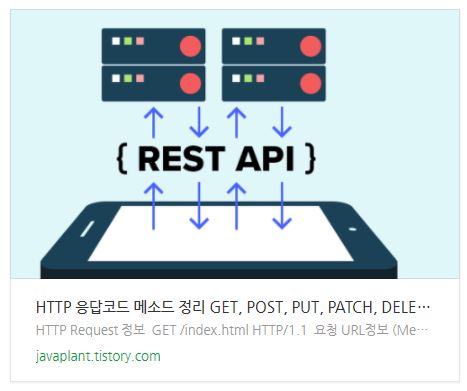 { REST API }
HTTP 응답코드 메소드 정리 GET, POST, PUT, PATCH, DELE…
HTTP Request 정보 GET /index.html HTTP/1.1 요청 URL정보 (Me…
javaplant.tistory.com